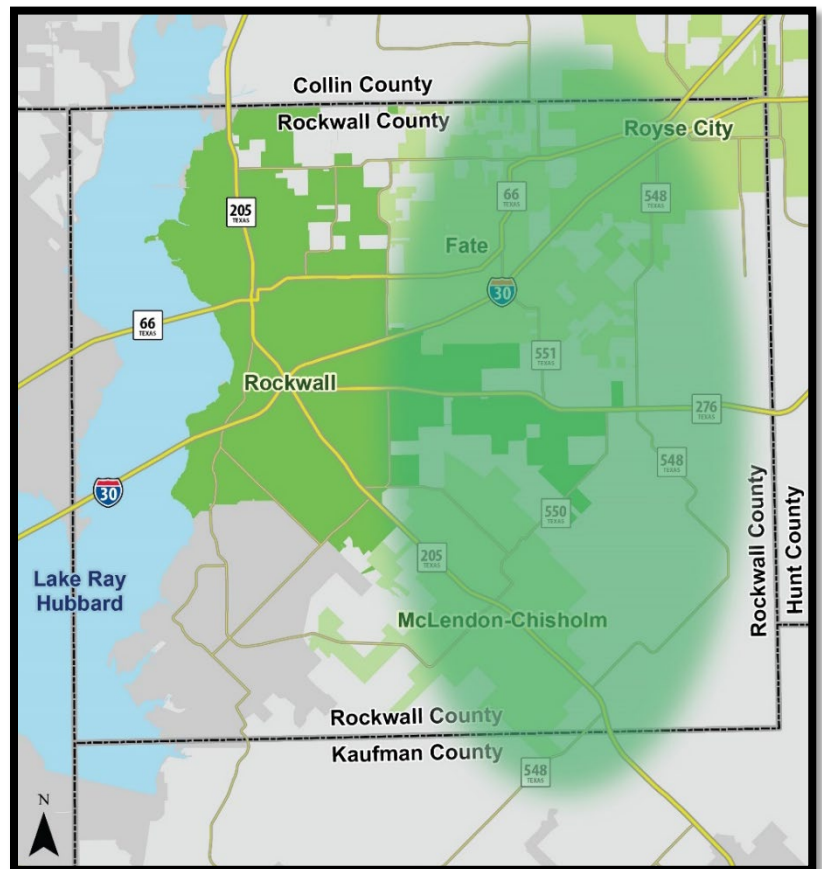 Collin County
Rockwall County
Royse City
205
TEXAS
66
TEXAS
548
TEXAS
Fate
30
66
TEXAS
551
TEXAS
Rockwall
276
TEXAS
548
TEXAS
30
550
TEXAS
205
TEXAS
Rockwall County
Hunt County
Lake Ray
Hubbard
McLendon-Chisholm
Rockwall County
Kaufman County
548
TEXAS
N